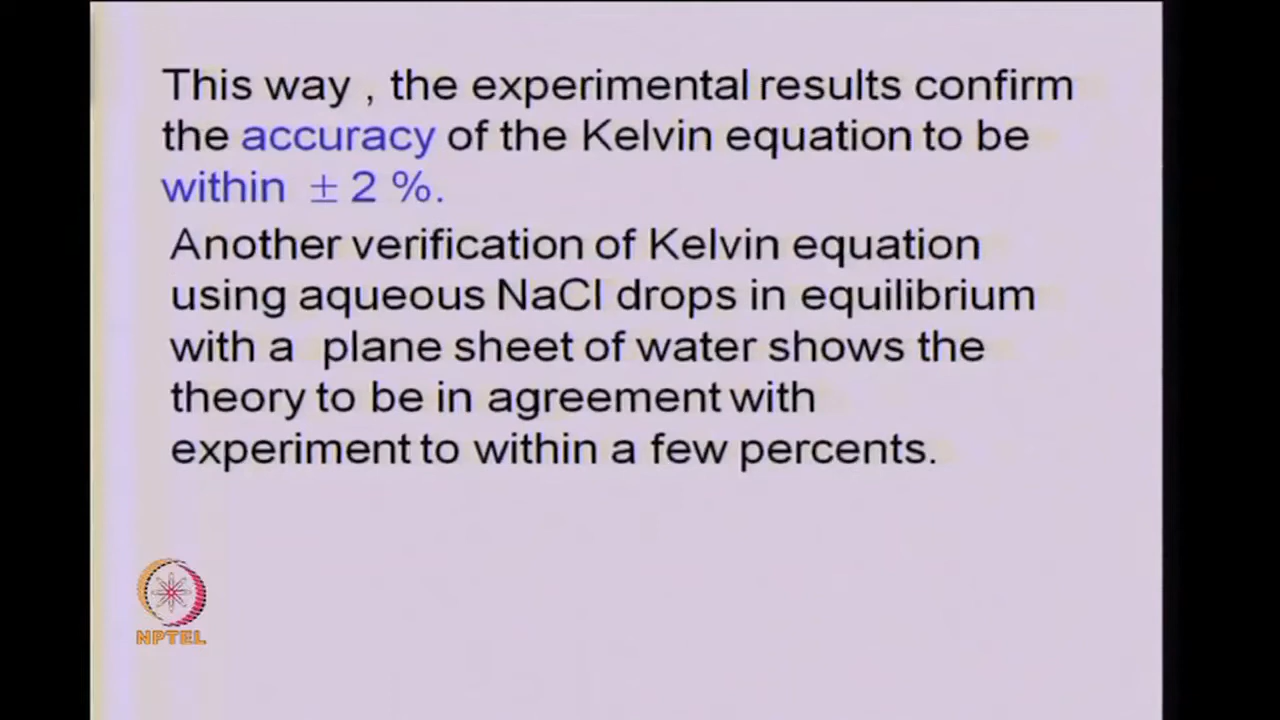 This way , the experimental results confirm
the accuracy of the Kelvin equation to be
within ± 2 %.
Another verification of Kelvin equation
using aqueous NaCl drops in equilibrium
with a plane sheet of water shows the
theory to be in agreement with
experiment to within a few percents.
NPTEL